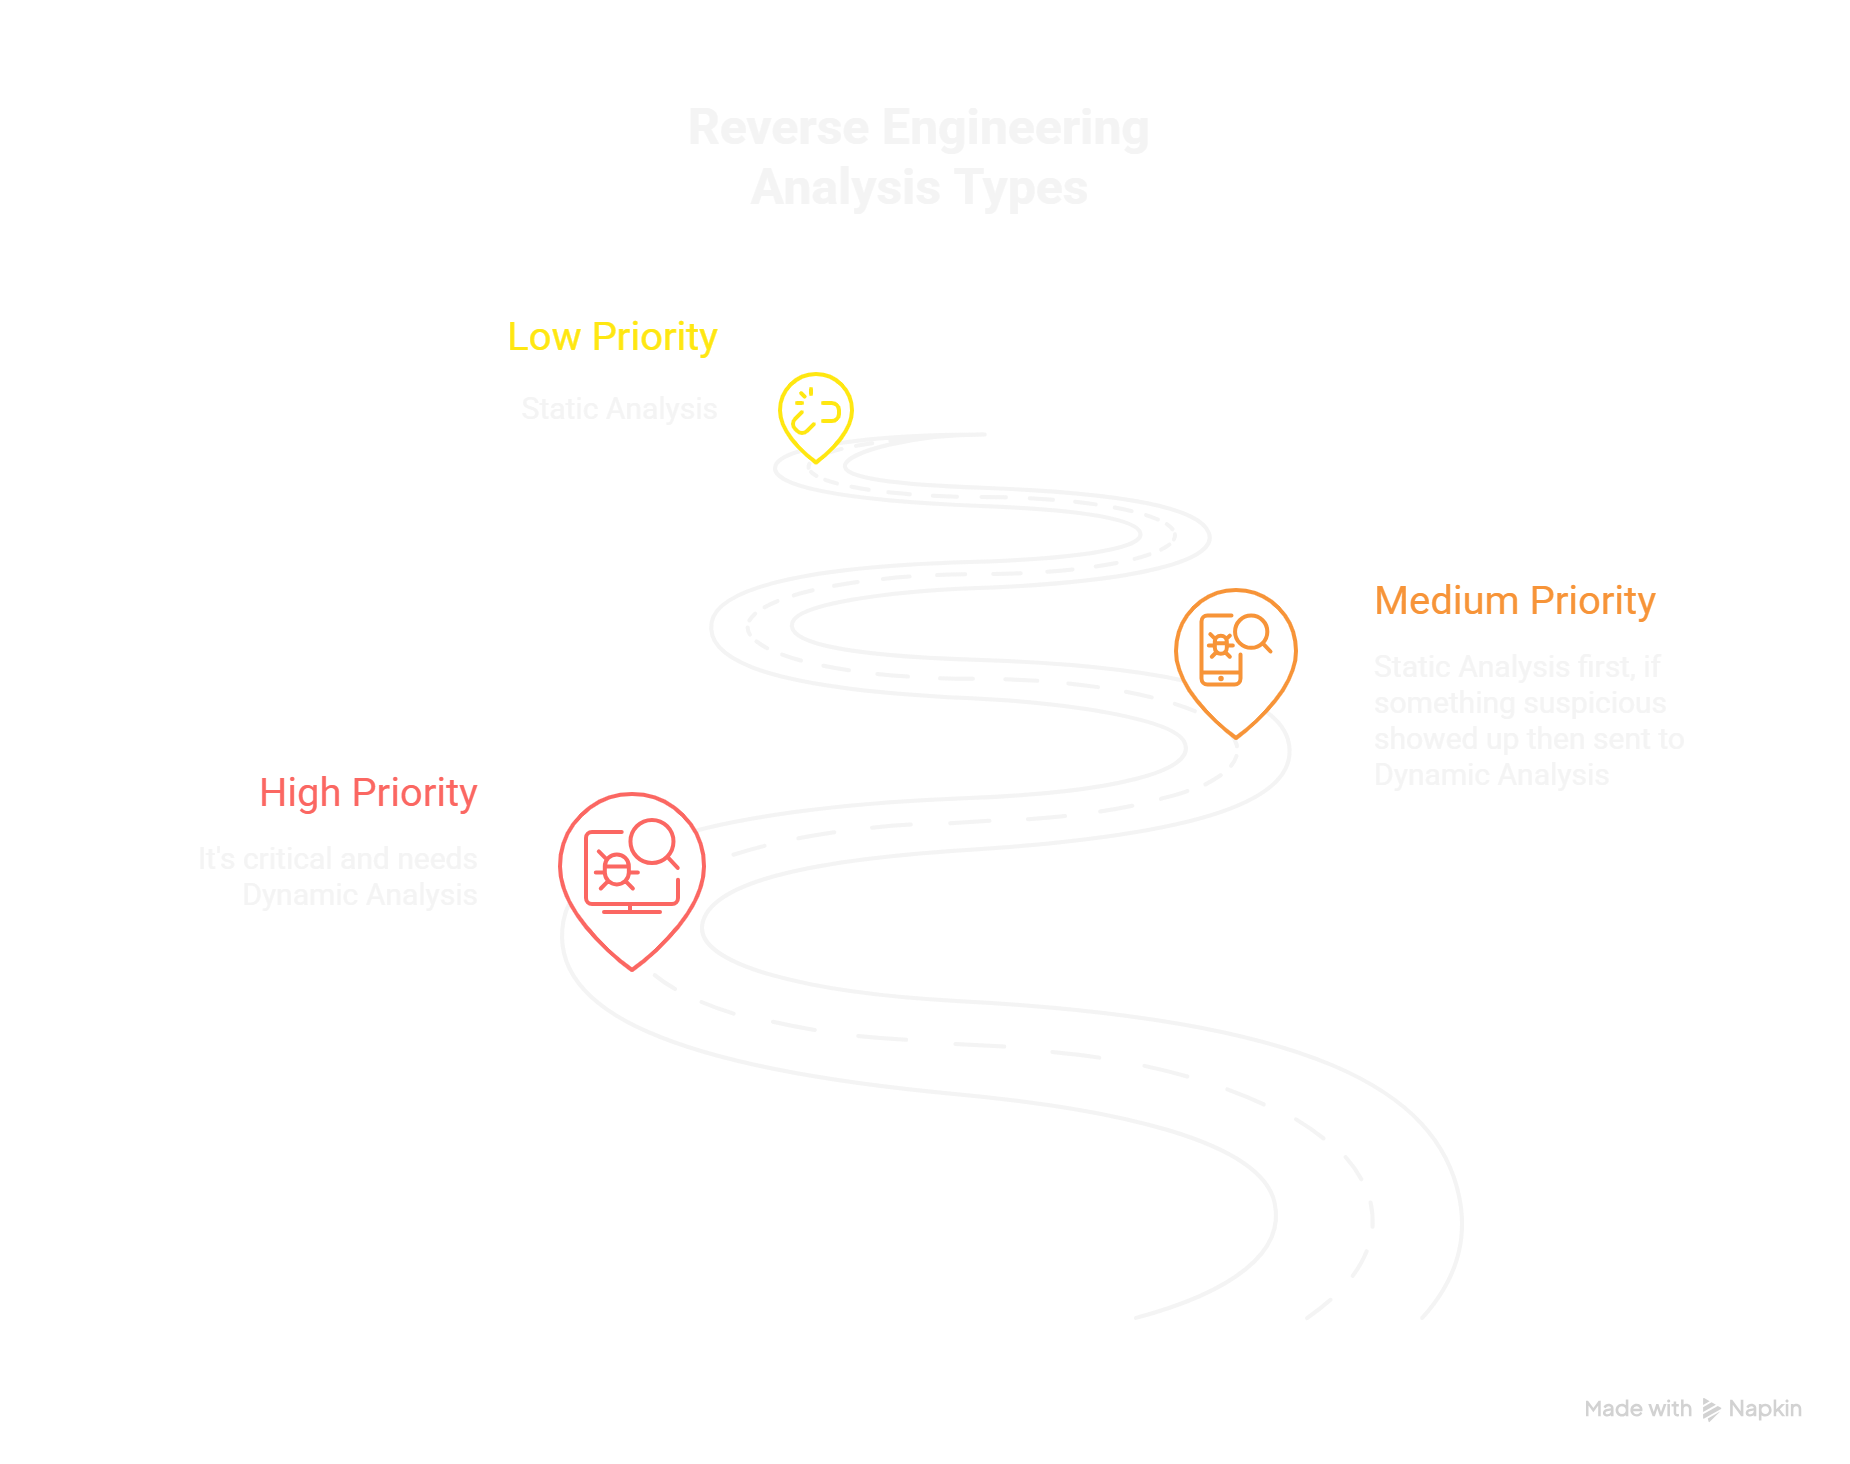 Reverse Engineering
Analysis Types
Low Priority
Static Analysis
Medium Priority
Static Analysis first, if
something suspicious
showed up then sent to
Dynamic Analysis
High Priority
It's critical and needs
Dynamic Analysis
Made with Napkin